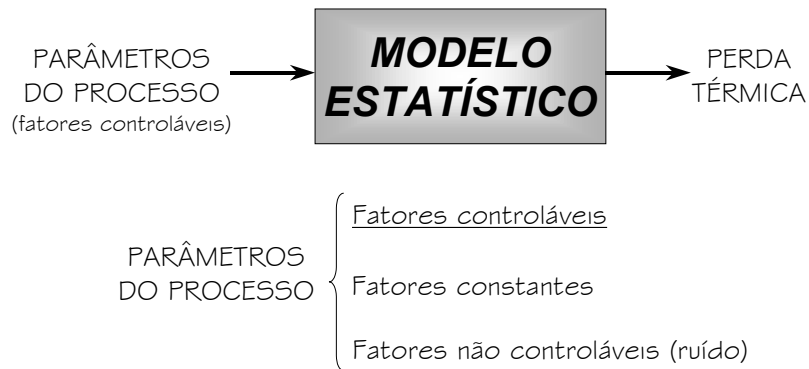 PARÂMETROS
DO PROCESSO
(fatores controláveis)
MODELO
ESTATÍSTICO
PERDA
TÉRMICA
PARÂMETROS
DO PROCESSO
Fatores controláveis
Fatores constantes
Fatores não controláveis (ruído)